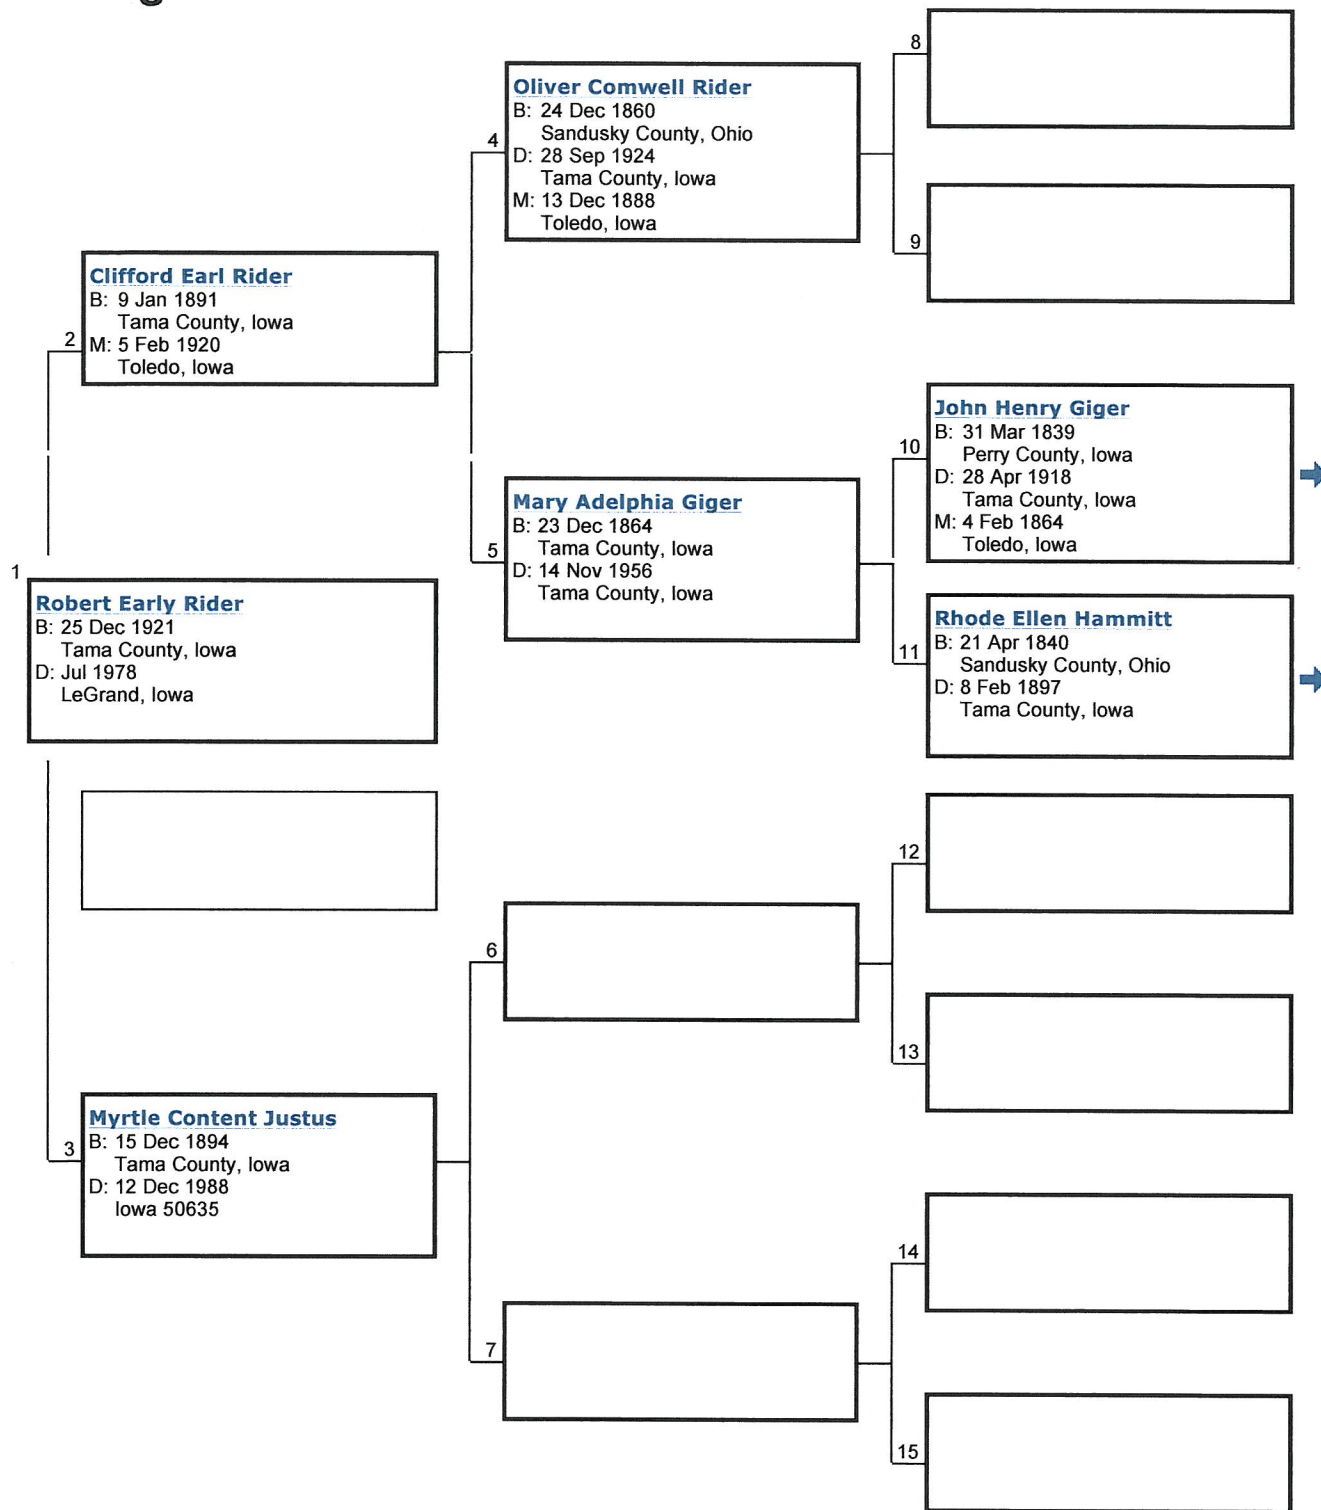 8
Oliver Comwell Rider
B: 24 Dec 1860
Sandusky County, Ohio
4
D: 28 Sep 1924
Tama County, Iowa
M: 13 Dec 1888
Toledo, Iowa
9
Clifford Earl Rider
B: 9 Jan 1891
Tama County, Iowa
2
M: 5 Feb 1920
Toledo, Iowa
John Henry Giger
B: 31 Mar 1839
10
Perry County, Iowa
D: 28 Apr 1918
Tama County, Iowa
M: 4 Feb 1864
Toledo, Iowa
Mary Adelphia Giger
B: 23 Dec 1864
Tama County, Iowa
5
D: 14 Nov 1956
Tama County, Iowa
1
Robert Early Rider
B: 25 Dec 1921
Tama County, Iowa
D: Jul 1978
LeGrand, Iowa
Rhode Ellen Hammitt
B: 21 Apr 1840
11
Sandusky County, Ohio
D: 8 Feb 1897
Tama County, Iowa
12
6
13
Myrtle Content Justus
3
B: 15 Dec 1894
Tama County, Iowa
D: 12 Dec 1988
Iowa 50635
14
7
15